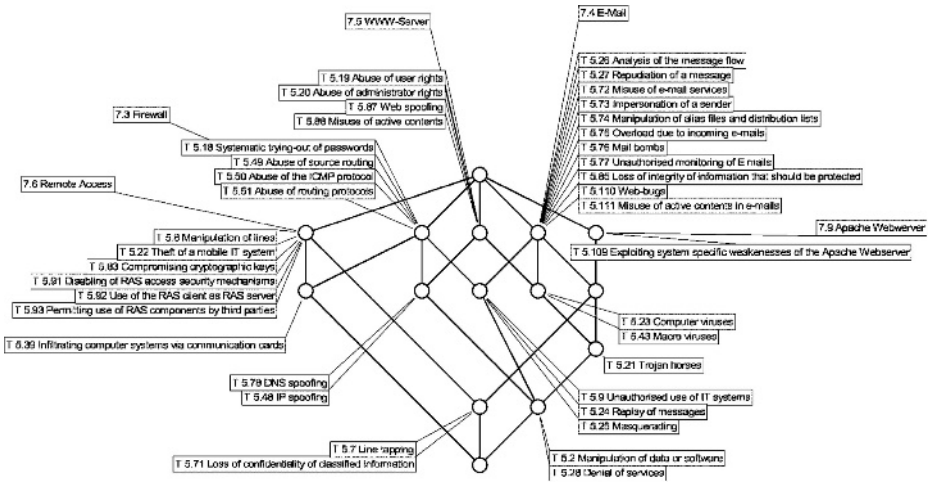 7.5 WWW-Server
7.4 E-Mail
T 5.19 Abuse of user rights
T 5.20 Abuse of administrator rights
T 5.87 Web spoofing
T 5.88 Misuse of active contents
T 5.26 Analysis of the message flow
T 5.27 Repudiation of a message
T 5.72 Misuse of e-mail services
T 5.73 Impersonation of a sender
T 5.74 Manipulation of alias files and distribution lists
T 5.75 Overload due to incoming e-mails
T 5.76 Mail bombs
T 5.77 Unauthorised monitoring of E mails
T 5.85 Loss of integrity of information that should be protected
T 5.110 Web-bugs
T 5.111 Misuse of active contents in e-mails
7.3 Firewall
T 5.18 Systematic trying-out of passwords
T 5.49 Abuse of source routing
T 5.50 Abuse of the ICMP protocol
T 5.51 Abuse of routing protocols
7.6 Remote Access
7.9 Apache Webwerver
T 5.8 Manipulation of lines
T 5.22 Theft of a mobile IT system
T 5.83 Compromising cryptographic keys
T 5.91 Disabling of RAS access security mechanisms
T 5.92 Use of the RAS client as RAS server
T 5.93 Permitting use of RAS components by third parties
T 5.109 Exploiting system specific weaknesses of the Apache Webserver
T 5.39 Infiltrating computer systems via communication cards
T 5.23 Computer viruses
T 5.43 Macro viruses
T 5.21 Trojan horses
T 5.78 DNS spoofing
T 5.48 IP spoofing
T 5.9 Unauthorised use of IT systems
T 5.24 Replay of messages
T 5.25 Masquerading
T 5.7 Line tapping
T 5.71 Loss of confidentiality of classified information
T 5.2 Manipulation of data or software
T 5.28 Denial of services